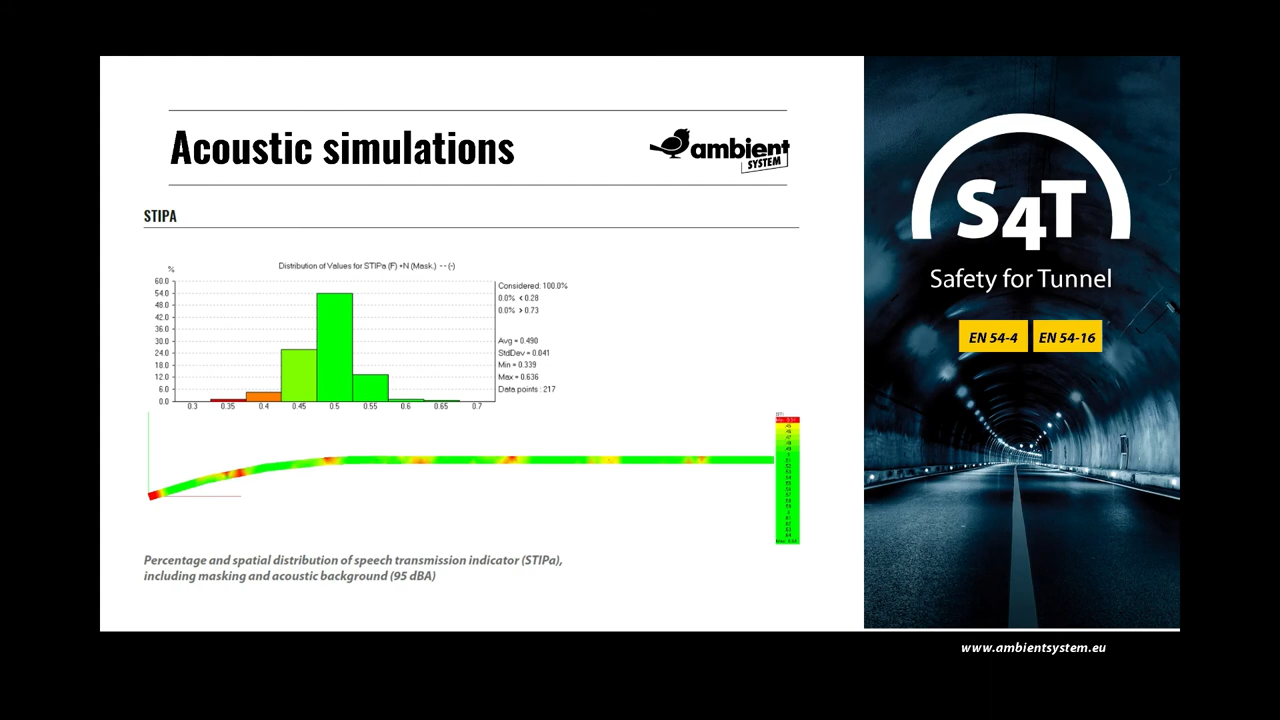 Acoustic simulations
ambient
SYSTEM
STIPA
Distribution of Values for STIPa (F) +N (Mask.) - - (-)
%
60.0
54.0
48.0
42.0
36.0
30.0
24.0
18.0
12.0
6.0
0.0
0.3 0.35 0.4 0.45 0.5 0.55 0.6 0.65 0.7
Considered: 100.0%
0.0% < 0.28
0.0% > 0.73
Avg = 0.490
StdDev = 0.041
Min = 0.339
Max = 0.636
Data points : 217
Percentage and spatial distribution of speech transmission indicator (STIPa),
including masking and acoustic background (95 dBA)
S4T
Safety for Tunnel
EN 54-4
EN 54-16
www.ambientsystem.eu